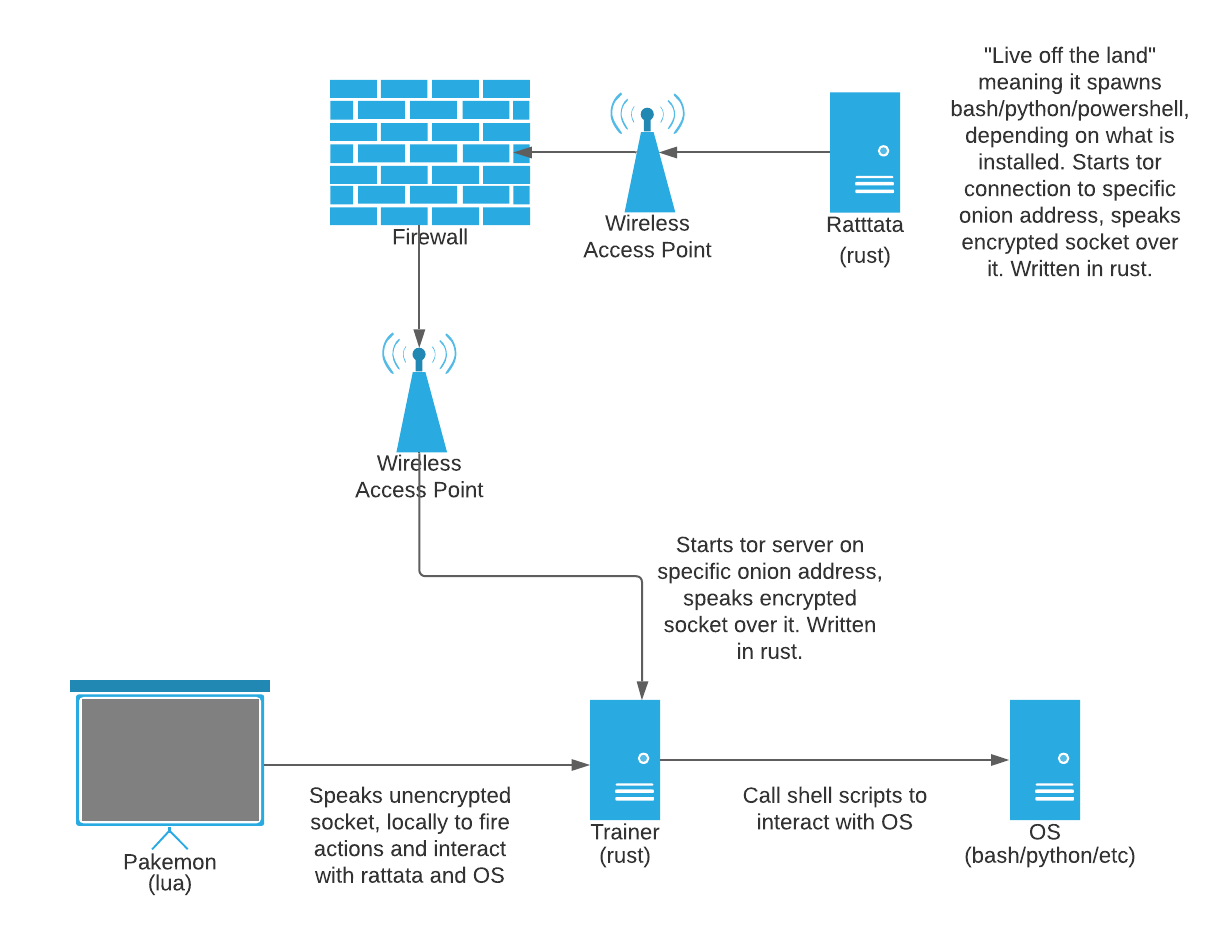 "Live off the land"
meaning it spawns
bash/python/powershell,
depending on what is
installed. Starts tor
connection to specific
onion address, speaks
encrypted socket over
it. Written in rust.
Firewall
Wireless
Access Point
Ratttata
(rust)
Wireless
Access Point
Starts tor server on
specific onion address,
speaks encrypted
socket over it. Written
in rust.
Speaks unencrypted
socket, locally to fire
actions and interact
with rattata and OS
Call shell scripts to
interact with OS
Pakemon
(lua)
Trainer
(rust)
OS
(bash/python/etc)